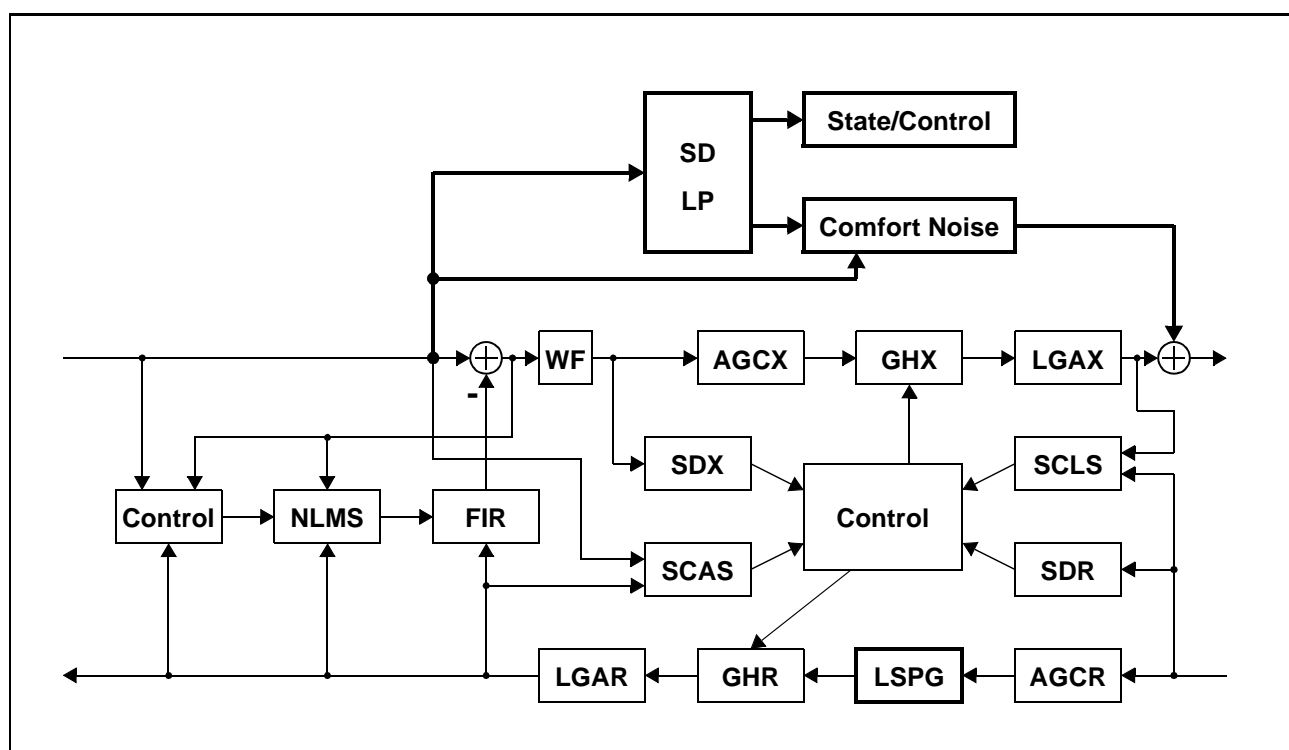 SD
LP
State/Control
Comfort Noise
WF
AGCX
GHX
LGAX
-
SDX
SCLS
Control
NLMS
FIR
Control
SCAS
SDR
LGAR
GHR
LSPG
AGCR